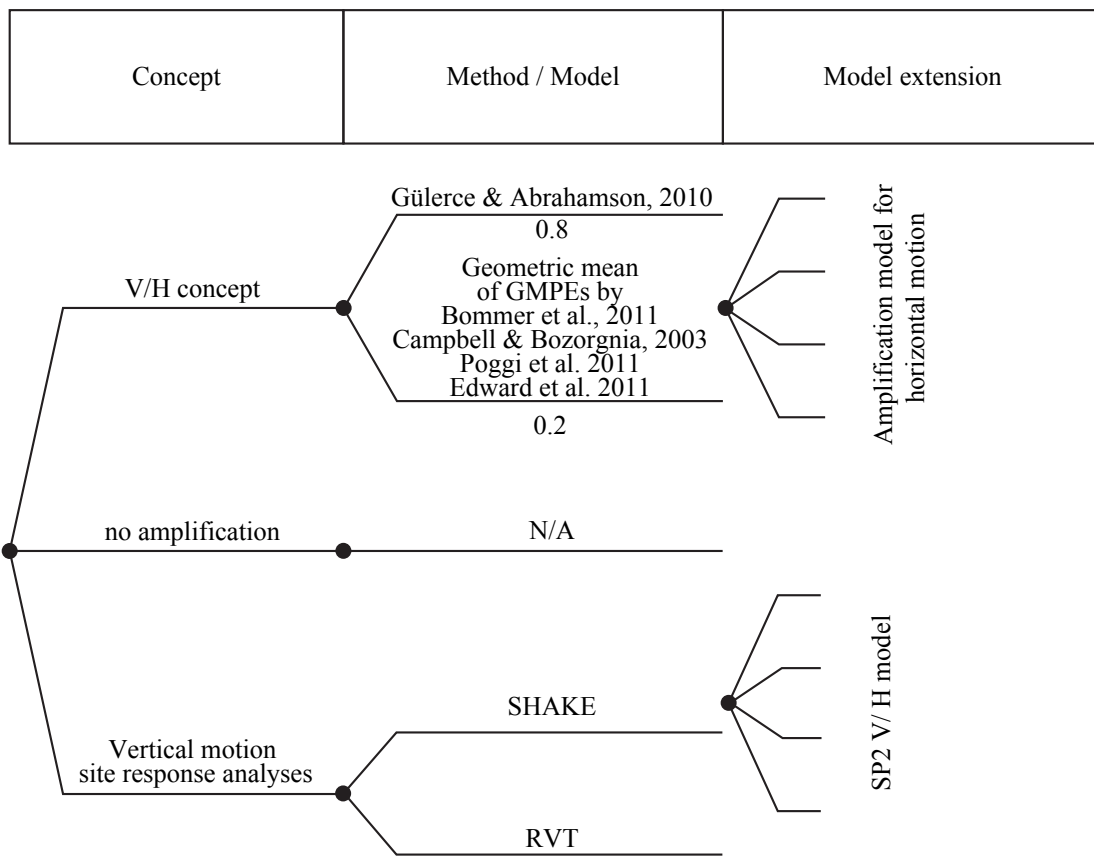 Concept
Method / Model
Model extension
Gülerce & Abrahamson, 2010
0.8
V/H concept
Geometric mean
of GMPEs by
Bommer et al., 2011
Campbell & Bozorgnia, 2003
Poggi et al. 2011
Edward et al. 2011
0.2
Amplification model for
horizontal motion
no amplification
N/A
Vertical motion
site response analyses
SHAKE
RVT
SP2 V/ H model